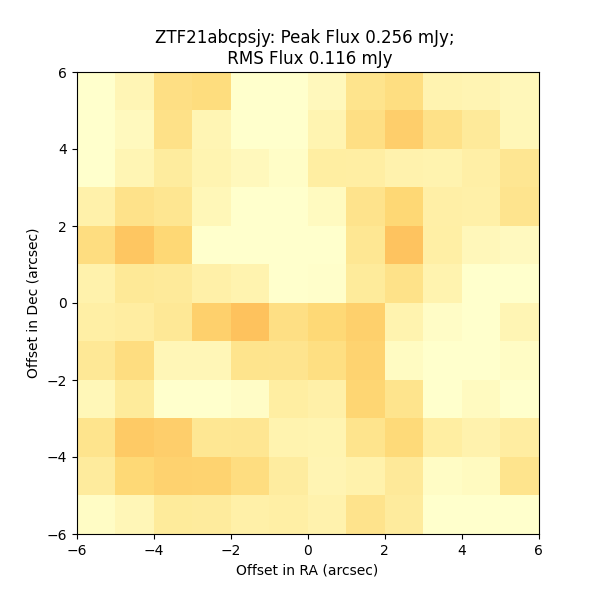 ZTF21abcpsjy: Peak Flux 0.256 mJy;
RMS Flux 0.116 mJy
6
4
2
0
−2
−4
−6
Offset in Dec (arcsec)
−6 −4 −2 0 2 4 6
Offset in RA (arcsec)